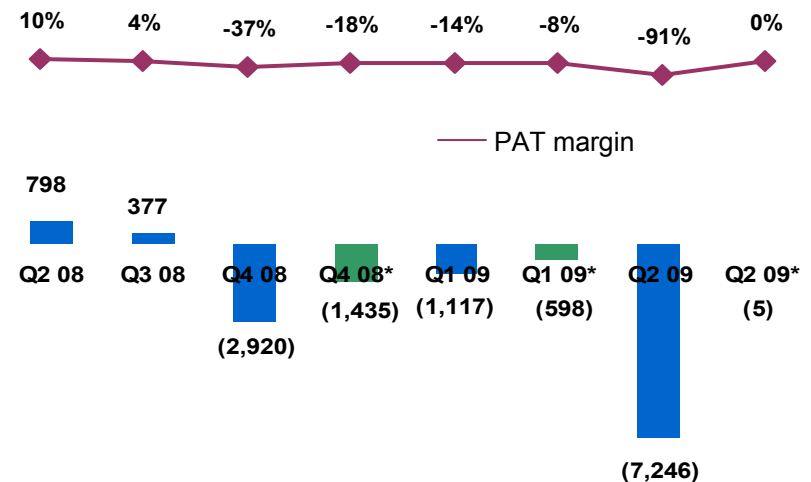 10% 4% -37% -18% -14% -8% -91% 0%
PAT margin
798
377
Q2 08 Q3 08 Q4 08 Q4 08* Q1 09 Q1 09* Q2 09 Q2 09*
(2,920) (1,435) (1,117) (598) (5)
(7,246)